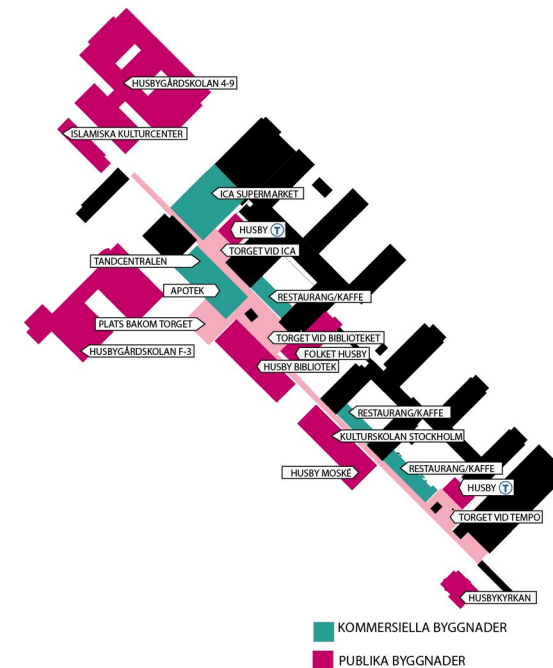 HUSBYGÅRDSKOLAN 4-9
ISLAMISKA KULTURCENTER
ICA SUPERMARKET
HUSBY T
TORGET VID ICA
TANDCENTRALEN
APOTEK
RESTAURANG/KAFFE
PLATS BAKOM TORGET
TORGET VID BIBLIOTEKET
HUSBYGÅRDSKOLAN F-3
FOLKET HUSBY
HUSBY BIBLIOTEK
RESTAURANG/KAFFE
KULTURSKOLAN STOCKHOLM
HUSBY MOSKÉ
RESTAURANG/KAFFE
HUSBY T
TORGET VID TEMPO
HUSBYKYRKAN
KOMMERSIELLA BYGGNADER
PUBLIKA BYGGNADER